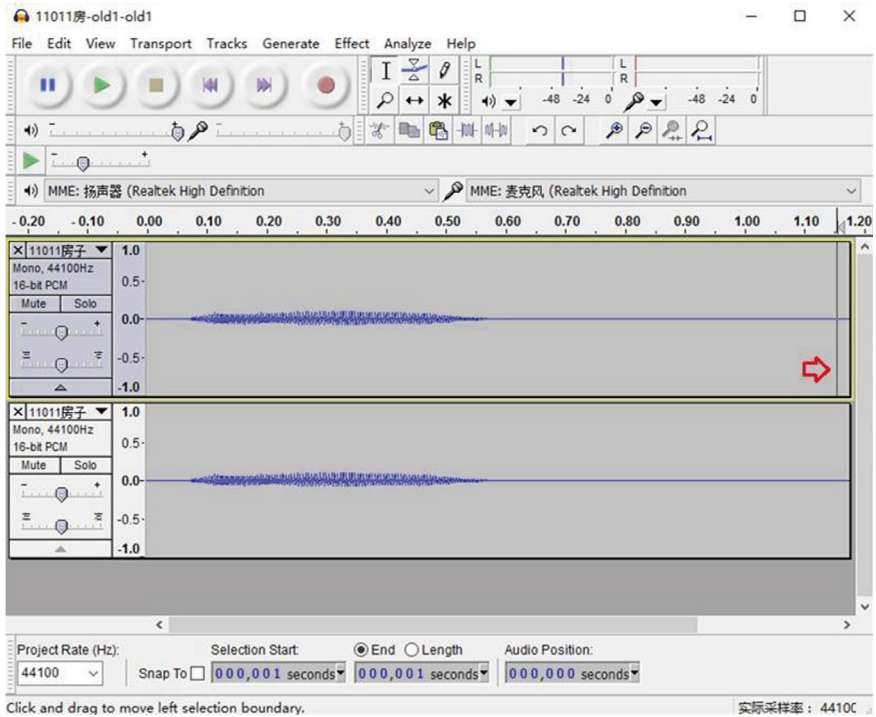 11011房-old1-old1
File Edit View Transport Tracks Generate Effect Analyze Help
L
R
-48 -24 0
L
R
-48 -24 0
MME: 扬声器 (Realtek High Definition
MME: 麦克风 (Realtek High Definition
-0.20 -0.10 0.00 0.10 0.20 0.30 0.40 0.50 0.60 0.70 0.80 0.90 1.00 1.10 1.20
11011房子
Mono, 44100Hz
16-bit PCM
Mute Solo
- +
左 右
1.0
0.5-
0.0-
-0.5-
-1.0
11011房子
Mono, 44100Hz
16-bit PCM
Mute Solo
- +
左 右
1.0
0.5-
0.0-
-0.5-
-1.0
Project Rate (Hz): Selection Start: End Length Audio Position:
44100 Snap To 000,001 seconds 000,001 seconds 000,000 seconds
Click and drag to move left selection boundary. 实际采样率: 44100